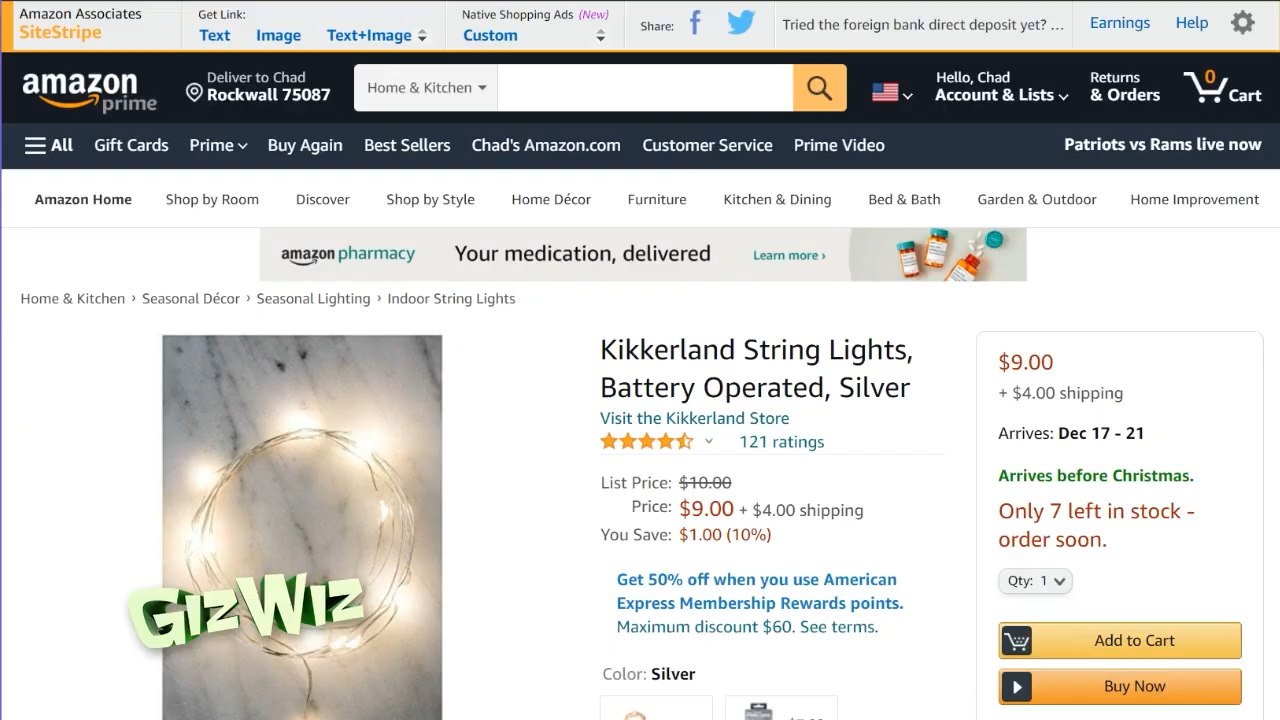 Amazon Associates
SiteStripe
Get Link:
Text Image Text+Image
Native Shopping Ads (New)
Custom
Share:
Tried the foreign bank direct deposit yet? ...
Earnings Help
amazon prime
Deliver to Chad
Rockwall 75087
Home & Kitchen
Hello, Chad
Account & Lists
Returns
& Orders
0
Cart
All Gift Cards Prime Buy Again Best Sellers Chad's Amazon.com Customer Service Prime Video
Patriots vs Rams live now
Amazon Home Shop by Room Discover Shop by Style Home Décor Furniture Kitchen & Dining Bed & Bath Garden & Outdoor Home Improvement
amazon pharmacy Your medication, delivered Learn more ›
Home & Kitchen › Seasonal Décor › Seasonal Lighting › Indoor String Lights
GizWiz
Kikkerland String Lights,
Battery Operated, Silver
Visit the Kikkerland Store
121 ratings
List Price: $10.00
Price: $9.00 + $4.00 shipping
You Save: $1.00 (10%)
Get 50% off when you use American
Express Membership Rewards points.
Maximum discount $60. See terms.
Color: Silver
$9.00
+ $4.00 shipping
Arrives: Dec 17 - 21
Arrives before Christmas.
Only 7 left in stock -
order soon.
Qty: 1
Add to Cart
Buy Now